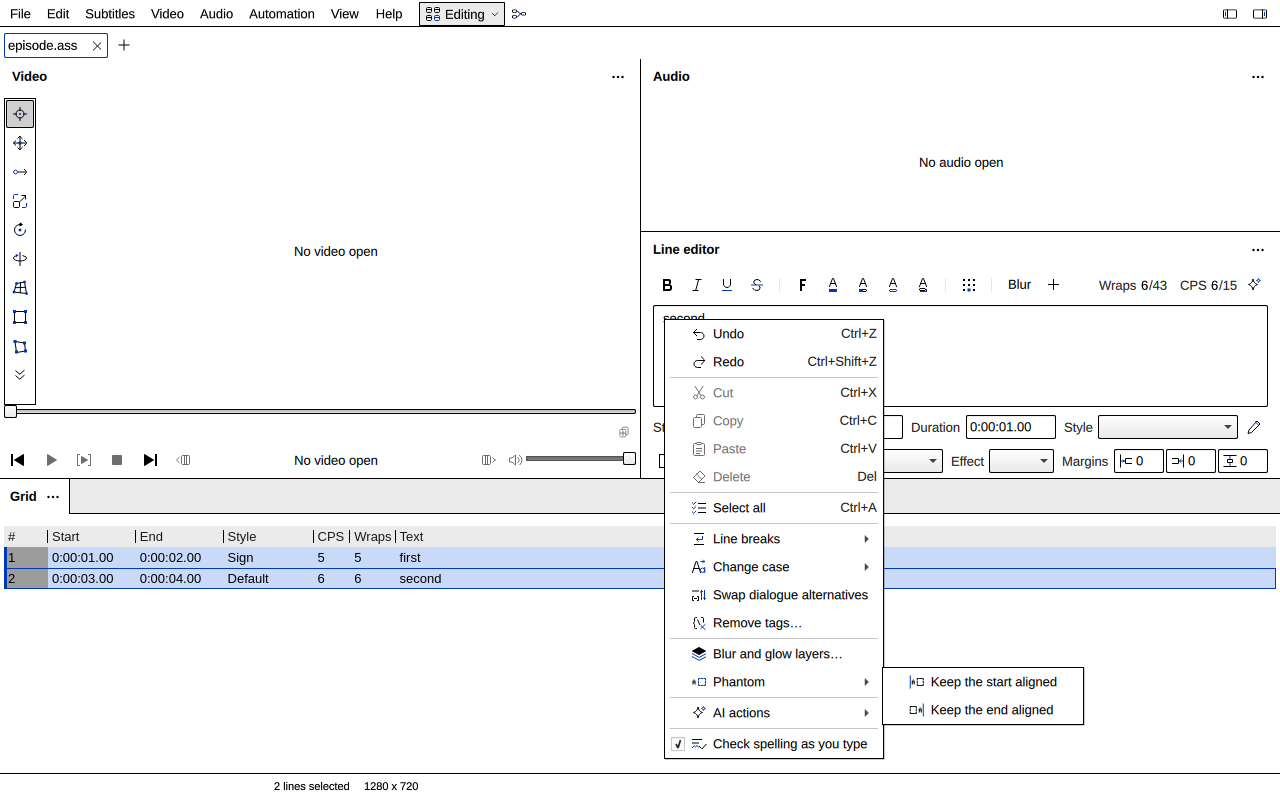 File Edit Subtitles Video Audio Automation View Help Editing
episode.ass
Video
Audio
No audio open
No video open
Line editor
B I U S F A A A A Blur Wraps 6/43 CPS 6/15
second
Undo Ctrl+Z
Redo Ctrl+Shift+Z
Cut Ctrl+X
Copy Ctrl+C
Paste Ctrl+V
Delete Del
Select all Ctrl+A
Line breaks
Change case
Swap dialogue alternatives
Remove tags…
Blur and glow layers…
Phantom
AI actions
Check spelling as you type
Keep the start aligned
Keep the end aligned
Duration 0:00:01.00 Style
Effect Margins 0 0 0
No video open
Grid
# Start End Style CPS Wraps Text
1 0:00:01.00 0:00:02.00 Sign 5 5 first
2 0:00:03.00 0:00:04.00 Default 6 6 second
2 lines selected 1280 x 720